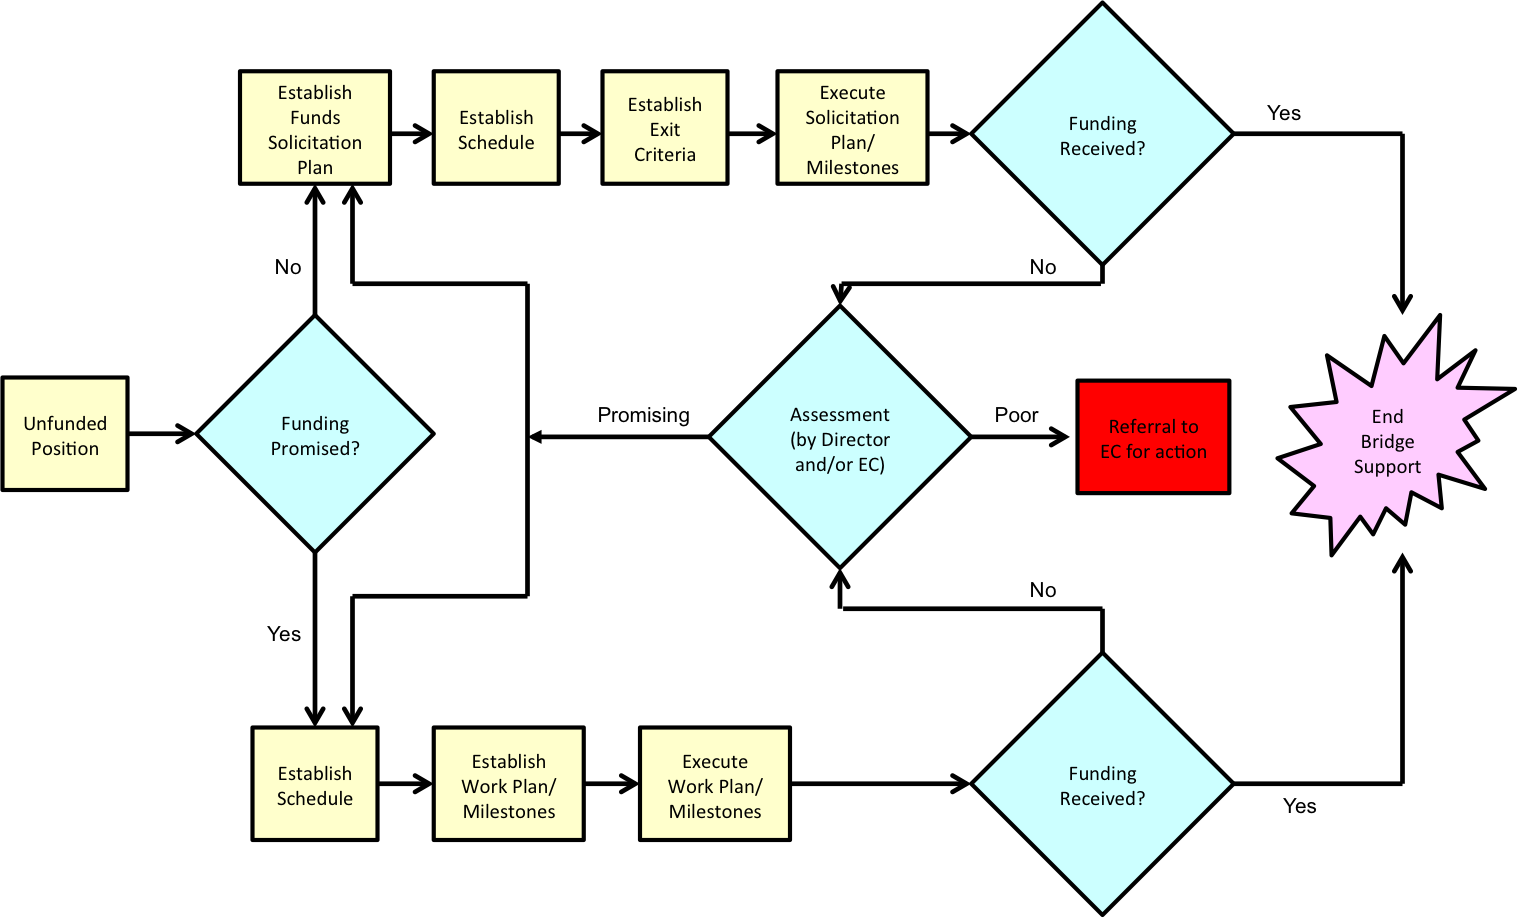 Establish
Funds
Solicitation
Plan
Establish
Schedule
Establish
Exit
Criteria
Execute
Solicitation
Plan/
Milestones
Funding
Received?
Yes
No
No
Unfunded
Position
Funding
Promised?
Promising
Assessment
(by Director
and/or EC)
Poor
Referral to
EC for action
End
Bridge
Support
No
Yes
Establish
Schedule
Establish
Work Plan/
Milestones
Execute
Work Plan/
Milestones
Funding
Received?
Yes